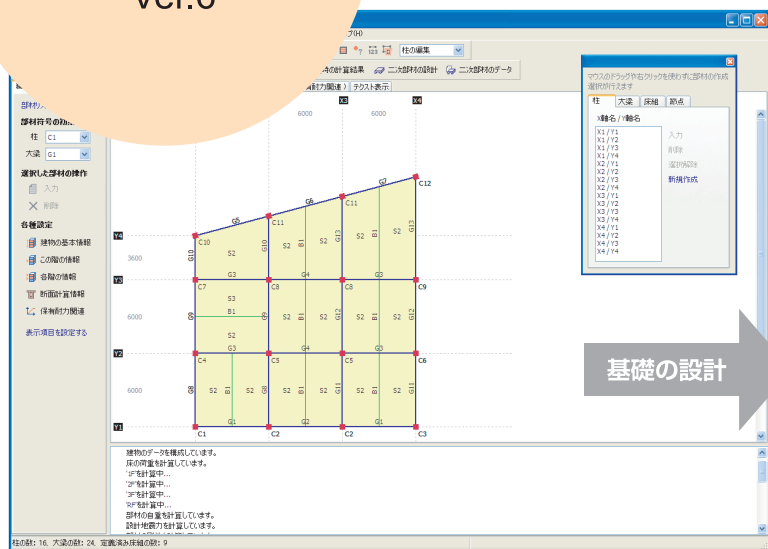 ver.6
プ(H)
柱の編集
の計算結果 二次部材の設計 二次部材のデータ
耐力関連） テキスト表示
部材符号の初
柱 C1
大梁 G1
選択した部材の操作
入力
削除
各種設定
建物の基本情報
この階の情報
各階の情報
断面計算情報
保有耐力関連
表示項目を設定する
X3 X4
6000 6000
G7 C12
G6 C11
G5 C11
Y4 C10 G10 S2 G10 S2 B1 S2 G13 S2 B1 S2 G13
3600
G3 G4 G3
Y3 C7 C8 C8 C9
S3
6000 G9 B1 G9 S2 B1 S2 G12 S2 B1 S2 G12
S2
G3 G4 G3
Y2 C4 C5 C5 C6
6000 G8 S2 B1 S2 G8 S2 B1 S2 G11 S2 B1 S2 G11
G1 G2 G1
Y1 C1 C2 C2 C3
マウスのドラッグや右クリックを使わずに部材の作成
選択が行えます
柱 大梁 床組 節点
X軸名 / Y軸名
X1 / Y1
X1 / Y2
X1 / Y3
X1 / Y4
X2 / Y1
X2 / Y2
X2 / Y3
X2 / Y4
X3 / Y1
X3 / Y2
X3 / Y3
X3 / Y4
X4 / Y1
X4 / Y2
X4 / Y3
X4 / Y4
入力
削除
選択解除
新規作成
基礎の設計
建物のデータを構成しています。
床の荷重を計算しています。
'1F'を計算中...
'2F'を計算中...
'3F'を計算中...
'RF'を計算中...
部材の自重を計算しています。
設計地震力を計算しています。
柱の数: 16, 大梁の数: 24, 定義済み床組の数: 9